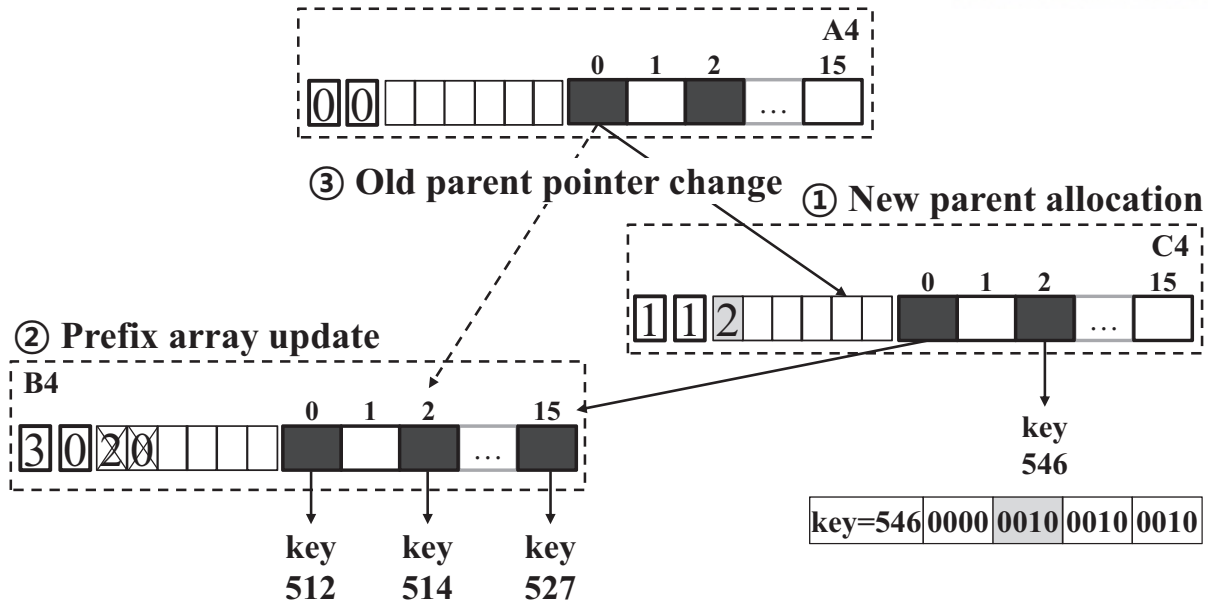 A4
0 1 2 15
0 0 ...
③ Old parent pointer change
① New parent allocation
C4
0 1 2 15
1 1 2 ...
② Prefix array update
B4
0 1 2 15
3 0 2 0 ...
key
546
key=546 0000 0010 0010 0010
key key key
512 514 527